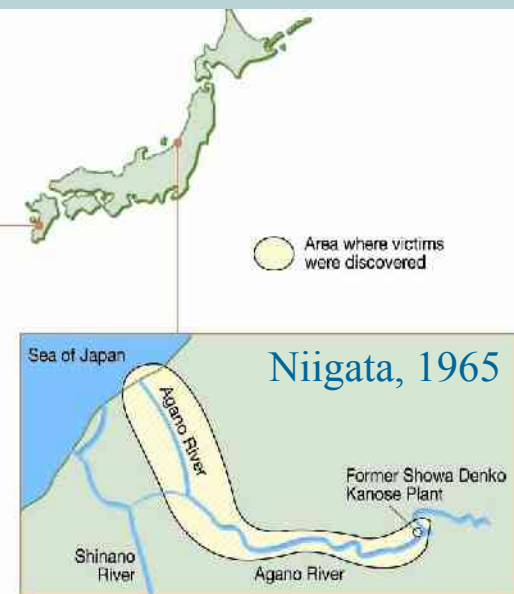 Area where victims
were discovered
Sea of Japan
Niigata, 1965
Agano River
Former Showa Denko
Kanose Plant
Shinano
River
Agano River